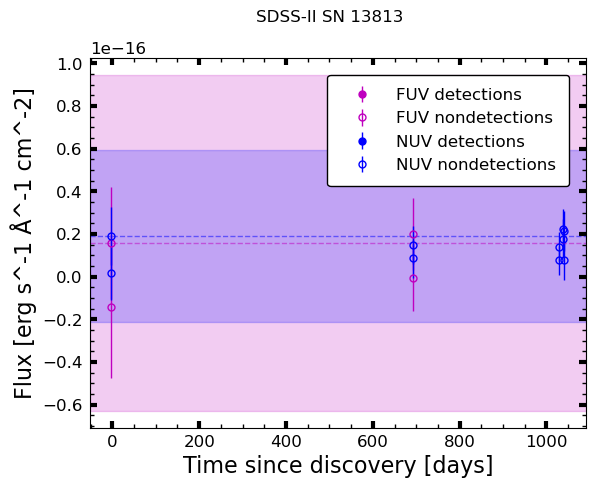 SDSS-II SN 13813
1e−16
1.0
0.8
0.6
0.4
0.2
0.0
−0.2
−0.4
−0.6
Flux [erg s^-1 Å^-1 cm^-2]
FUV detections
FUV nondetections
NUV detections
NUV nondetections
0 200 400 600 800 1000
Time since discovery [days]